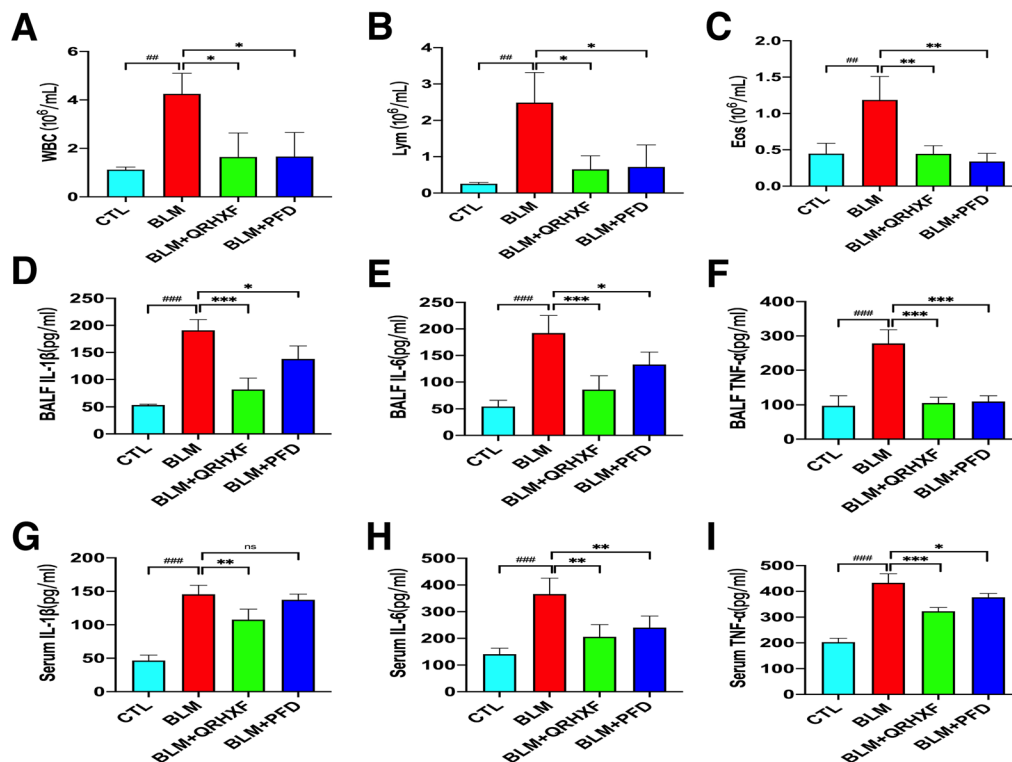 A
WBC (10⁶/mL)
6
4
2
0
##
*
*
CTL
BLM
BLM+QRHXF
BLM+PFD
B
Lym (10⁶/mL)
4
3
2
1
0
##
*
*
CTL
BLM
BLM+QRHXF
BLM+PFD
C
Eos (10⁶/mL)
2.0
1.5
1.0
0.5
0.0
##
**
**
CTL
BLM
BLM+QRHXF
BLM+PFD
D
BALF IL-1β(pg/ml)
250
200
150
100
50
0
###
*
***
CTL
BLM
BLM+QRHXF
BLM+PFD
E
BALF IL-6(pg/ml)
250
200
150
100
50
0
###
*
***
CTL
BLM
BLM+QRHXF
BLM+PFD
F
BALF TNF-α(pg/ml)
400
300
200
100
0
###
***
***
CTL
BLM
BLM+QRHXF
BLM+PFD
G
Serum IL-1β(pg/ml)
200
150
100
50
0
###
ns
**
CTL
BLM
BLM+QRHXF
BLM+PFD
H
Serum IL-6(pg/ml)
500
400
300
200
100
0
###
**
**
CTL
BLM
BLM+QRHXF
BLM+PFD
I
Serum TNF-α(pg/ml)
500
400
300
200
100
0
###
*
***
CTL
BLM
BLM+QRHXF
BLM+PFD